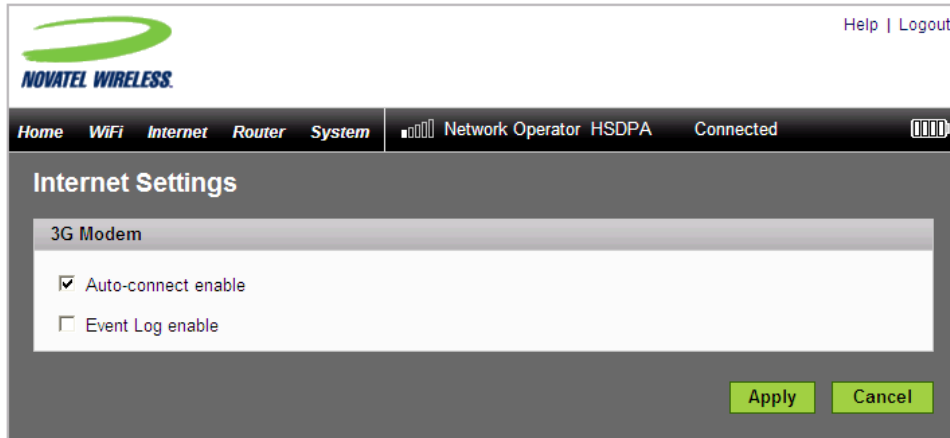 Help | Logout
NOVATEL WIRELESS.
Home WiFi Internet Router System Network Operator HSDPA Connected
Internet Settings
3G Modem
Auto-connect enable
Event Log enable
Apply Cancel